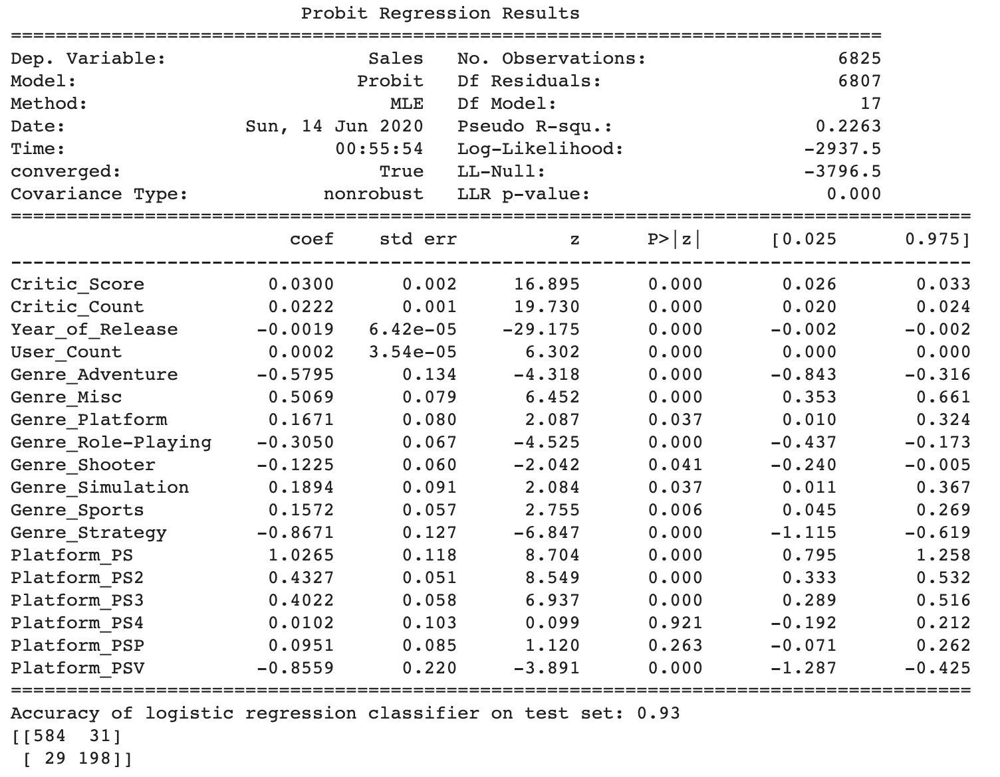 Probit Regression Results
==============================================================================
Dep. Variable: Sales No. Observations: 6825
Model: Probit Df Residuals: 6807
Method: MLE Df Model: 17
Date: Sun, 14 Jun 2020 Pseudo R-squ.: 0.2263
Time: 00:55:54 Log-Likelihood: -2937.5
converged: True LL-Null: -3796.5
Covariance Type: nonrobust LLR p-value: 0.000
======================================================================================
coef std err z P>|z| [0.025 0.975]
--------------------------------------------------------------------------------------
Critic_Score 0.0300 0.002 16.895 0.000 0.026 0.033
Critic_Count 0.0222 0.001 19.730 0.000 0.020 0.024
Year_of_Release -0.0019 6.42e-05 -29.175 0.000 -0.002 -0.002
User_Count 0.0002 3.54e-05 6.302 0.000 0.000 0.000
Genre_Adventure -0.5795 0.134 -4.318 0.000 -0.843 -0.316
Genre_Misc 0.5069 0.079 6.452 0.000 0.353 0.661
Genre_Platform 0.1671 0.080 2.087 0.037 0.010 0.324
Genre_Role-Playing -0.3050 0.067 -4.525 0.000 -0.437 -0.173
Genre_Shooter -0.1225 0.060 -2.042 0.041 -0.240 -0.005
Genre_Simulation 0.1894 0.091 2.084 0.037 0.011 0.367
Genre_Sports 0.1572 0.057 2.755 0.006 0.045 0.269
Genre_Strategy -0.8671 0.127 -6.847 0.000 -1.115 -0.619
Platform_PS 1.0265 0.118 8.704 0.000 0.795 1.258
Platform_PS2 0.4327 0.051 8.549 0.000 0.333 0.532
Platform_PS3 0.4022 0.058 6.937 0.000 0.289 0.516
Platform_PS4 0.0102 0.103 0.099 0.921 -0.192 0.212
Platform_PSP 0.0951 0.085 1.120 0.263 -0.071 0.262
Platform_PSV -0.8559 0.220 -3.891 0.000 -1.287 -0.425
======================================================================================
Accuracy of logistic regression classifier on test set: 0.93
[[584 31]
[ 29 198]]